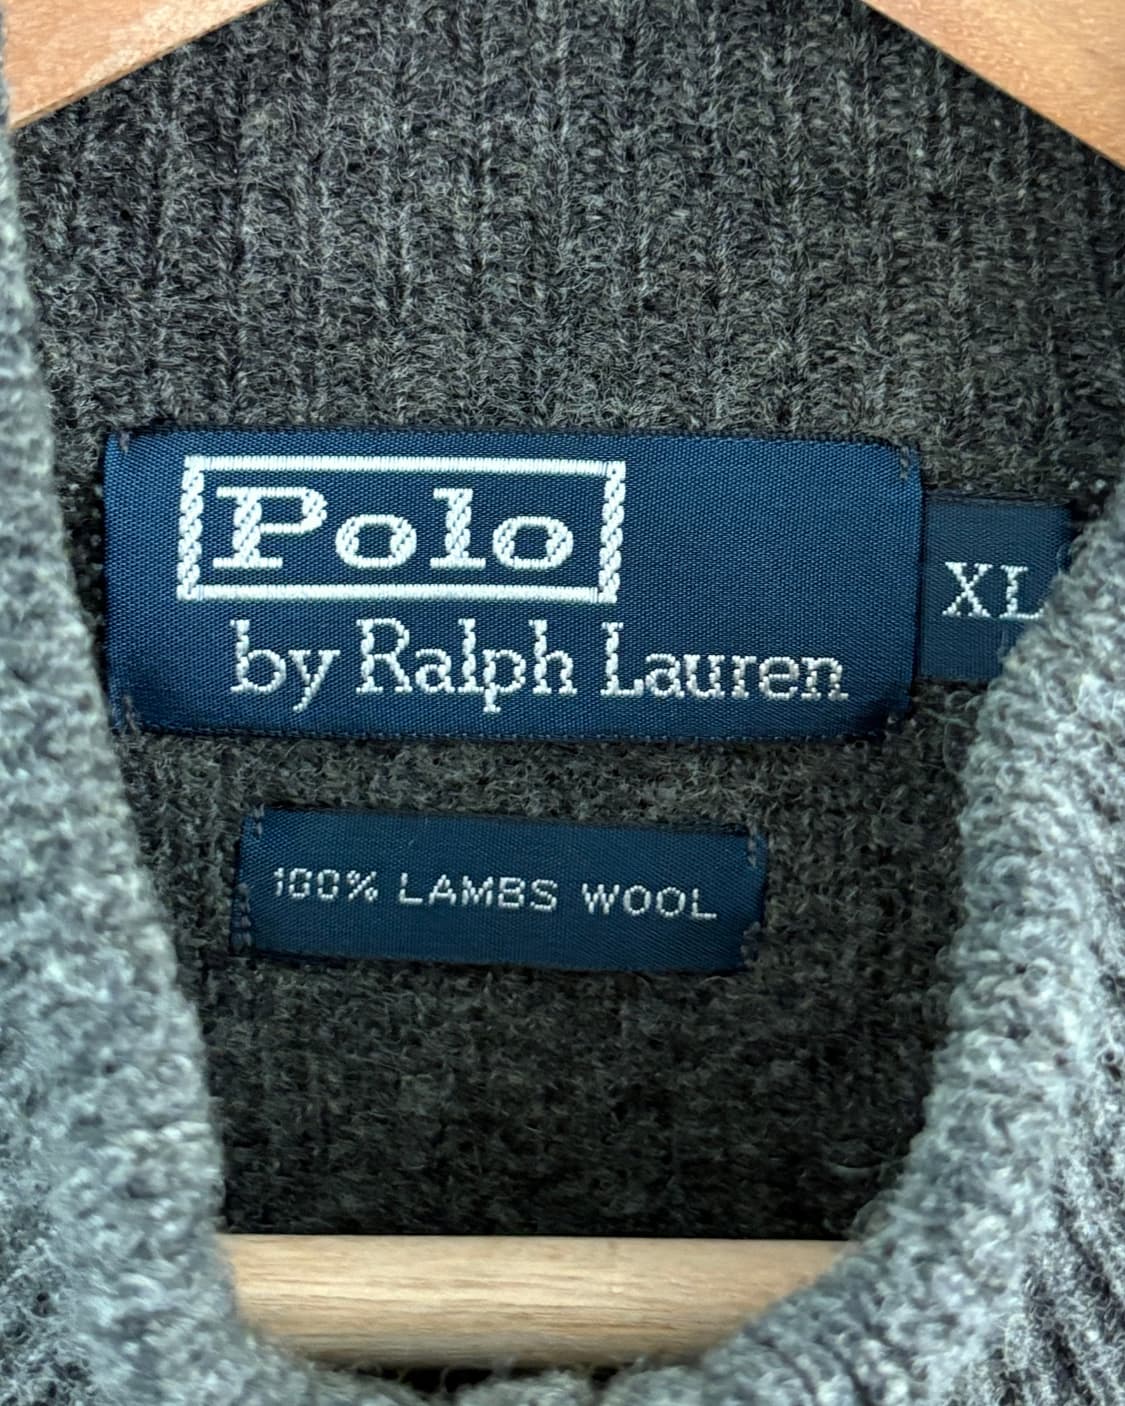 Polo
by Ralph Lauren
XL
100% LAMBS WOOL